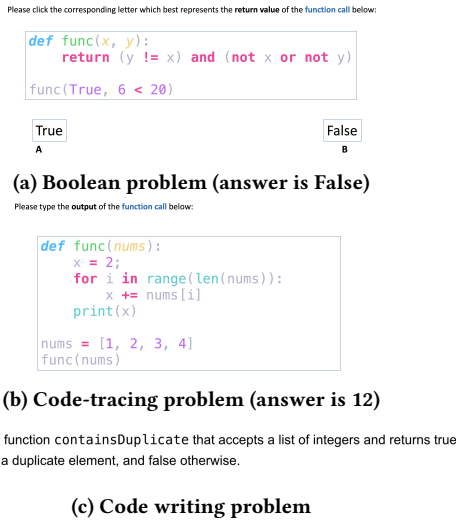 Please click the corresponding letter which best represents the return value of the function call below:
def func(x, y):
    return (y != x) and (not x or not y)
func(True, 6 < 20)
True
False
A
B
(a) Boolean problem (answer is False)
Please type the output of the function call below:
def func(nums):
    x = 2;
    for i in range(len(nums)):
        x += nums[i]
    print(x)
nums = [1, 2, 3, 4]
func(nums)
(b) Code-tracing problem (answer is 12)
function containsDuplicate that accepts a list of integers and returns true
a duplicate element, and false otherwise.
(c) Code writing problem